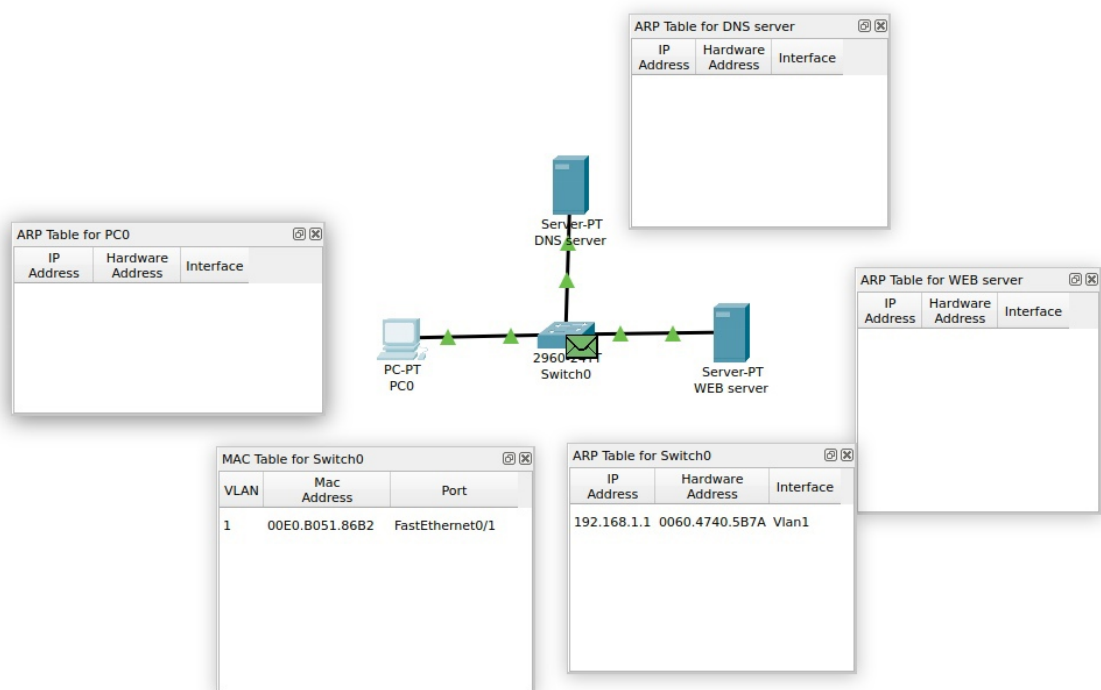 ARP Table for DNS server
IP Address
Hardware Address
Interface
Server-PT
DNS server
ARP Table for PC0
IP Address
Hardware Address
Interface
ARP Table for WEB server
IP Address
Hardware Address
Interface
PC-PT
PC0
Switch0
Server-PT
WEB server
MAC Table for Switch0
VLAN
Mac Address
Port
1 00E0.B051.86B2 FastEthernet0/1
ARP Table for Switch0
IP Address
Hardware Address
Interface
192.168.1.1 0060.4740.5B7A Vlan1